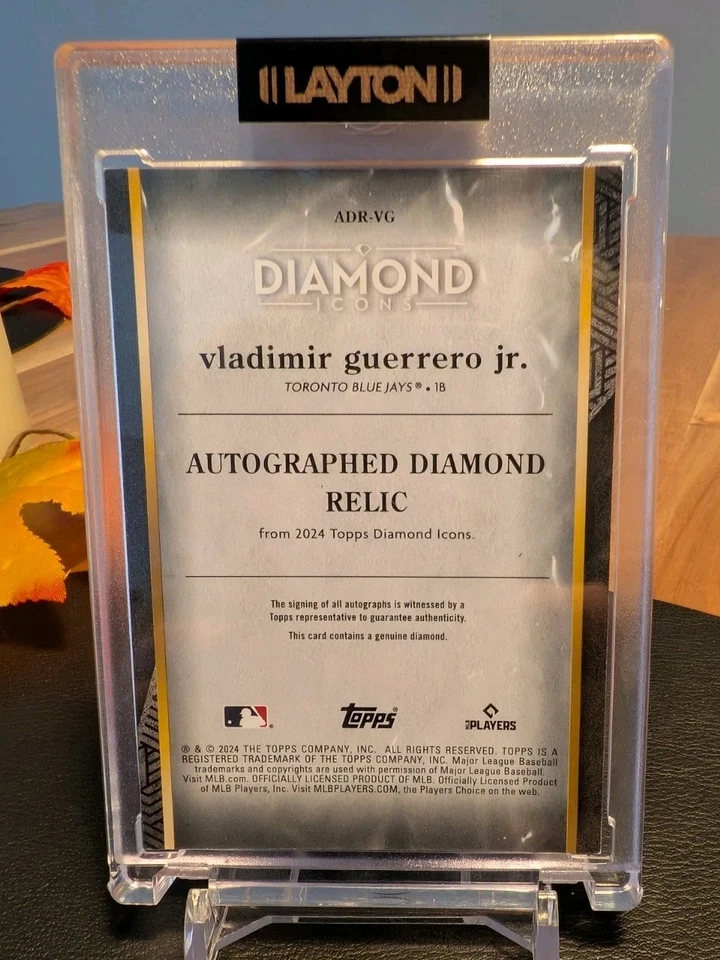 LAYTON
ADR-VG
DIAMOND
ICONS
vladimir guerrero jr.
TORONTO BLUE JAYS® • 1B
AUTOGRAPHED DIAMOND
RELIC
from 2024 Topps Diamond Icons.
The signing of all autographs is witnessed by a
Topps representative to guarantee authenticity.
This card contains a genuine diamond.
Topps®
MLB PLAYERS
® & © 2024 THE TOPPS COMPANY, INC. ALL RIGHTS RESERVED. TOPPS IS A
REGISTERED TRADEMARK OF THE TOPPS COMPANY, INC. Major League Baseball
trademarks and copyrights are used with permission of Major League Baseball.
Visit MLB.com. OFFICIALLY LICENSED PRODUCT OF MLB. Officially Licensed Product
of MLB Players, Inc. Visit MLBPLAYERS.COM, the Players Choice on the web.